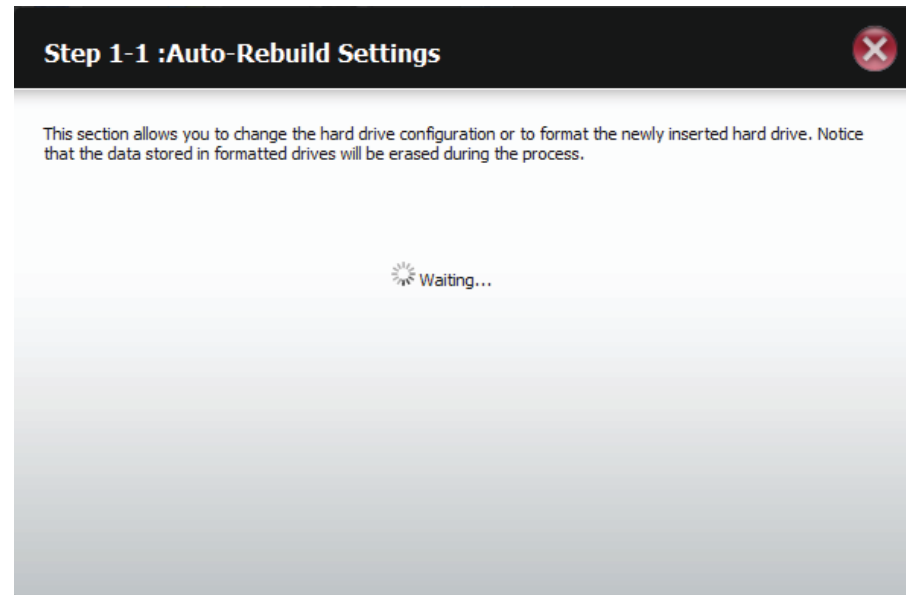 Step 1-1 :Auto-Rebuild Settings
This section allows you to change the hard drive configuration or to format the newly inserted hard drive. Notice
that the data stored in formatted drives will be erased during the process.
Waiting...